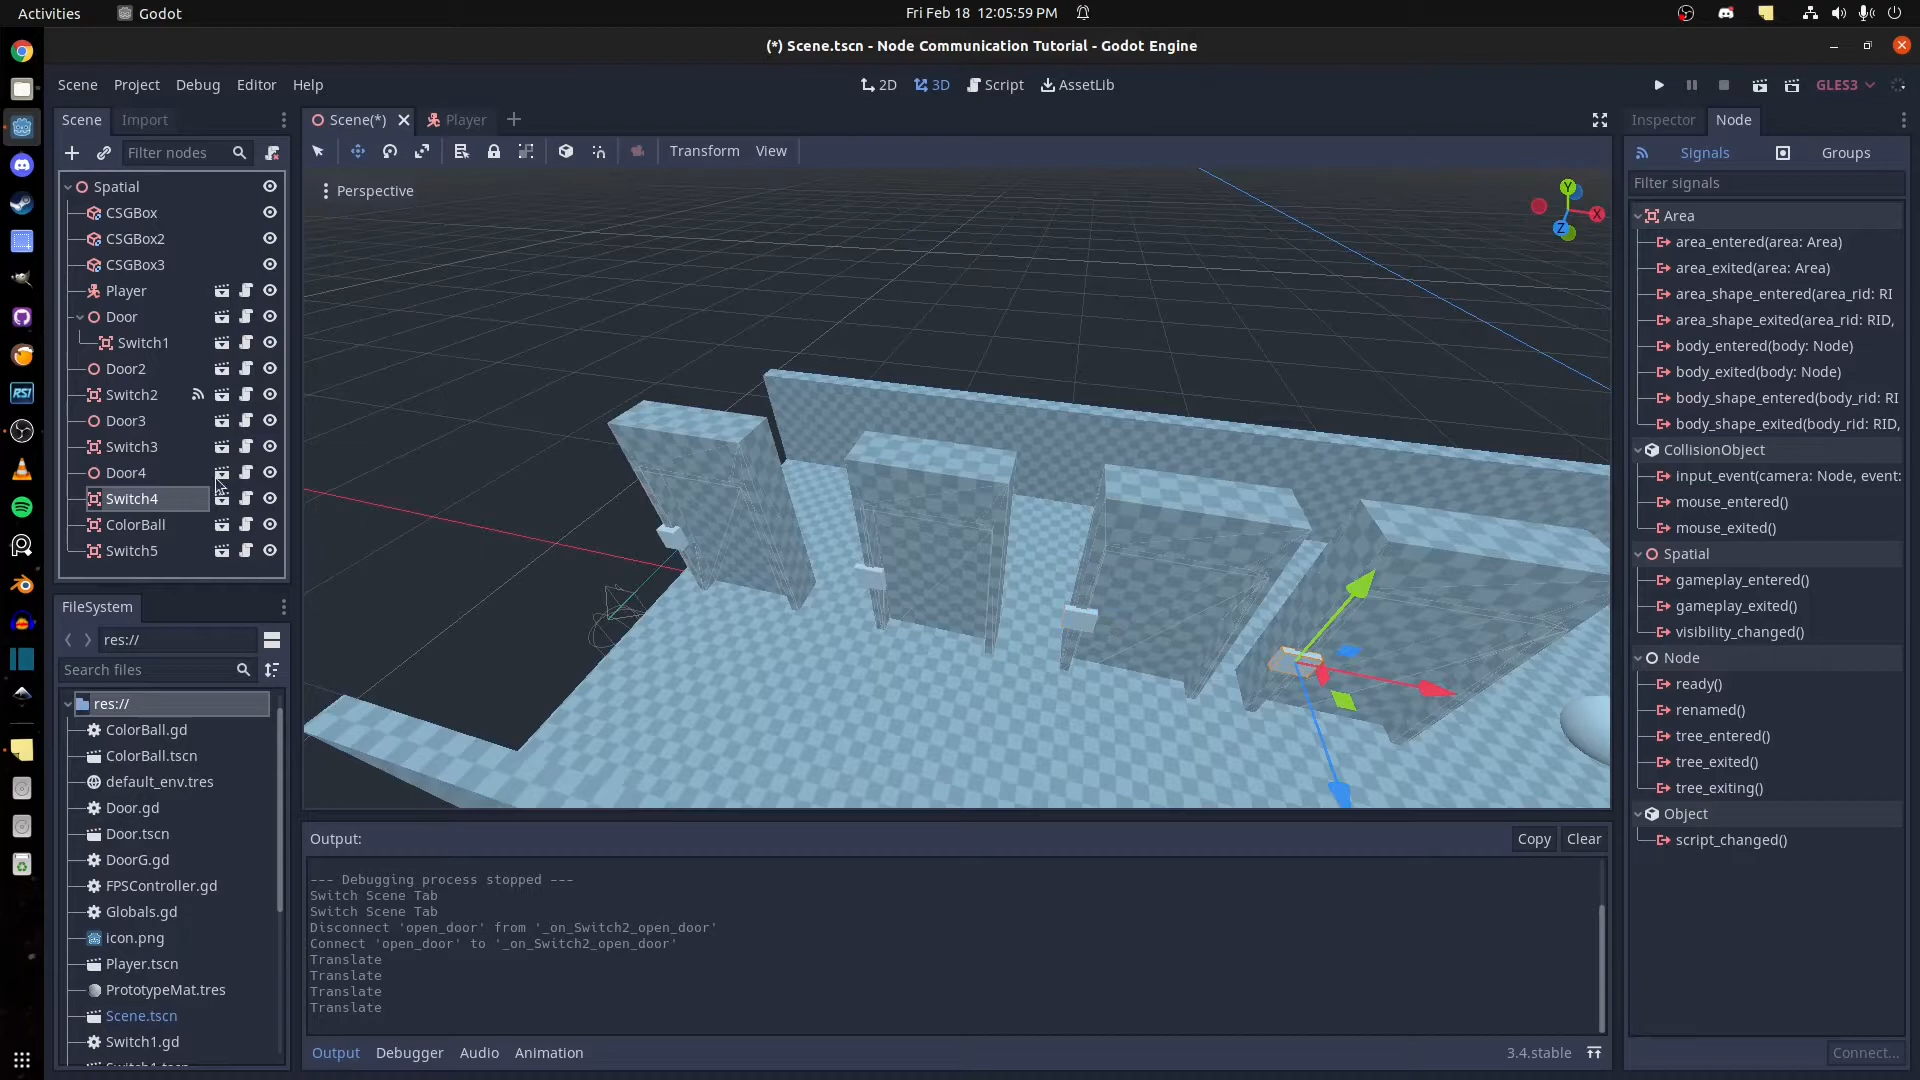 Activities
Godot
Fri Feb 18  12:05:59 PM
(*) Scene.tscn - Node Communication Tutorial - Godot Engine
Scene
Project
Debug
Editor
Help
2D
3D
Script
AssetLib
GLES3
Scene
Import
Filter nodes
Spatial
CSGBox
CSGBox2
CSGBox3
Player
Door
Switch1
Door2
Switch2
Door3
Switch3
Door4
Switch4
ColorBall
Switch5
FileSystem
res://
Search files
res://
ColorBall.gd
ColorBall.tscn
default_env.tres
Door.gd
Door.tscn
DoorG.gd
FPSController.gd
Globals.gd
icon.png
Player.tscn
PrototypeMat.tres
Scene.tscn
Switch1.gd
Switch1.tscn
RSI
Scene(*)
Player
Transform
View
Perspective
Y
X
Z
Output:
Copy
Clear
--- Debugging process stopped ---
Switch Scene Tab
Switch Scene Tab
Disconnect 'open_door' from '_on_Switch2_open_door'
Connect 'open_door' to '_on_Switch2_open_door'
Translate
Translate
Translate
Translate
Output
Debugger
Audio
Animation
3.4.stable
Inspector
Node
Signals
Groups
Filter signals
Area
area_entered(area: Area)
area_exited(area: Area)
area_shape_entered(area_rid: RI
area_shape_exited(area_rid: RID,
body_entered(body: Node)
body_exited(body: Node)
body_shape_entered(body_rid: RI
body_shape_exited(body_rid: RID,
CollisionObject
input_event(camera: Node, event:
mouse_entered()
mouse_exited()
Spatial
gameplay_entered()
gameplay_exited()
visibility_changed()
Node
ready()
renamed()
tree_entered()
tree_exited()
tree_exiting()
Object
script_changed()
Connect...